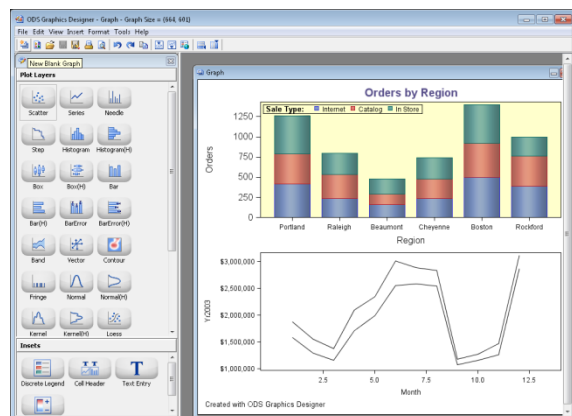 ODS Graphics Designer - Graph - Graph Size = (664, 601)
File Edit View Insert Format Tools Help
New Blank Graph
Plot Layers
Scatter Series Needle
Step Histogram Histogram(H)
Box Box(H) Bar
Bar(H) BarError BarError(H)
Band Vector Contour
Fringe Normal Normal(H)
Kernel Kernel(H) Loess
Insets
Discrete Legend Cell Header Text Entry
Graph
Orders by Region
Sale Type: Internet Catalog In Store
Orders
1250
1000
750
500
250
0
Portland Raleigh Beaumont Cheyenne Boston Rockford
Region
$3,000,000
$2,500,000
$2,000,000
$1,500,000
$1,000,000
2.5 5.0 7.5 10.0 12.5
Month
Created with ODS Graphics Designer